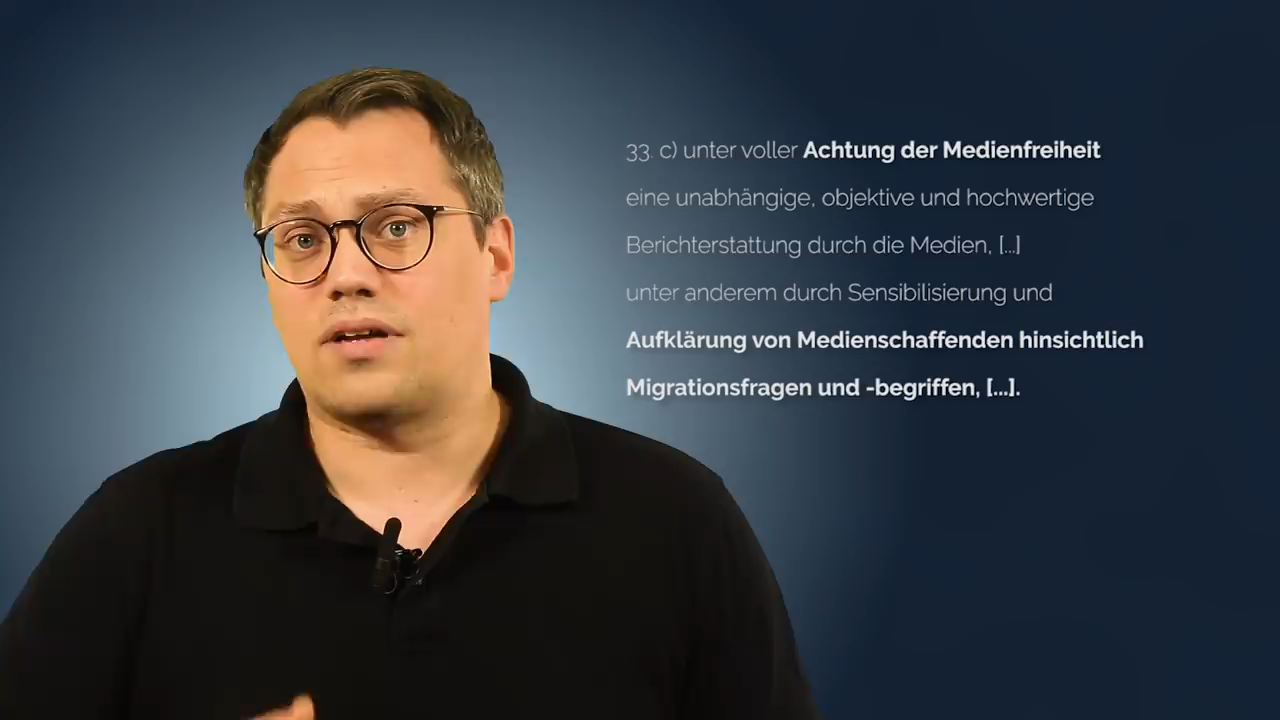 33. c) unter voller Achtung der Medienfreiheit
eine unabhängige, objektive und hochwertige
Berichterstattung durch die Medien, [...]
unter anderem durch Sensibilisierung und
Aufklärung von Medienschaffenden hinsichtlich
Migrationsfragen und -begriffen, [...].